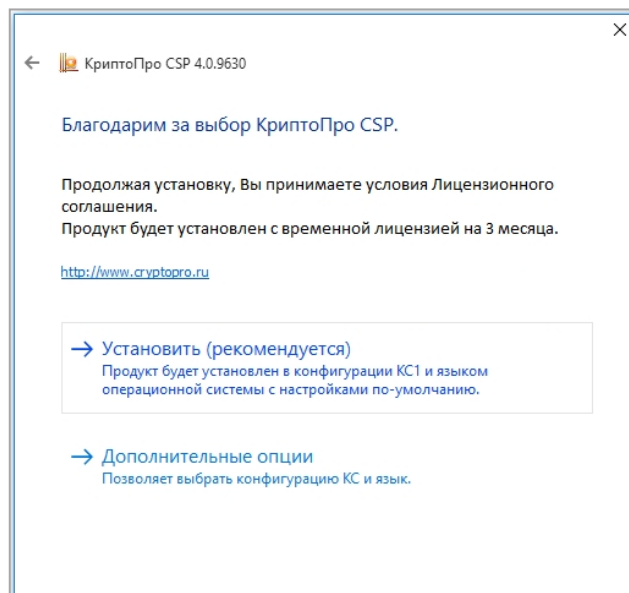 КриптоПро CSP 4.0.9630
Благодарим за выбор КриптоПро CSP.
Продолжая установку, Вы принимаете условия Лицензионного
соглашения.
Продукт будет установлен с временной лицензией на 3 месяца.
http://www.cryptopro.ru
Установить (рекомендуется)
Продукт будет установлен в конфигурации КС1 и языком
операционной системы с настройками по-умолчанию.
Дополнительные опции
Позволяет выбрать конфигурацию КС и язык.